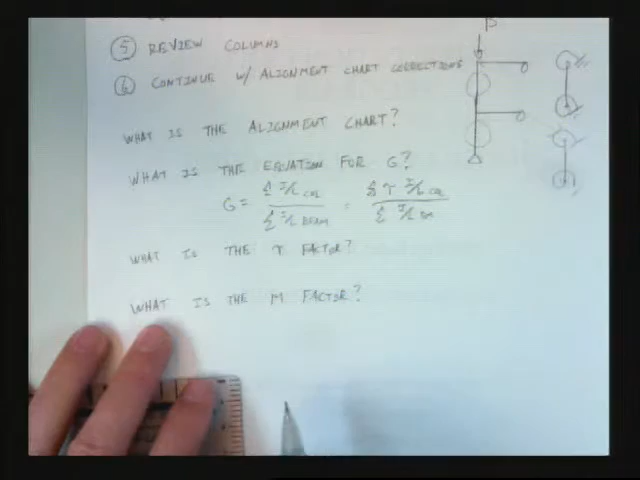 ⑤ REVIEW COLUMNS
⑥ CONTINUE W/ ALIGNMENT CHART CORRECTIONS
WHAT IS THE ALIGNMENT CHART?
WHAT IS THE EQUATION FOR G?
G = Σ I/L COL / Σ I/L BEAM = Σ τ I/L COL / Σ I/L BM
WHAT IS THE τ FACTOR?
WHAT IS THE M FACTOR?
P